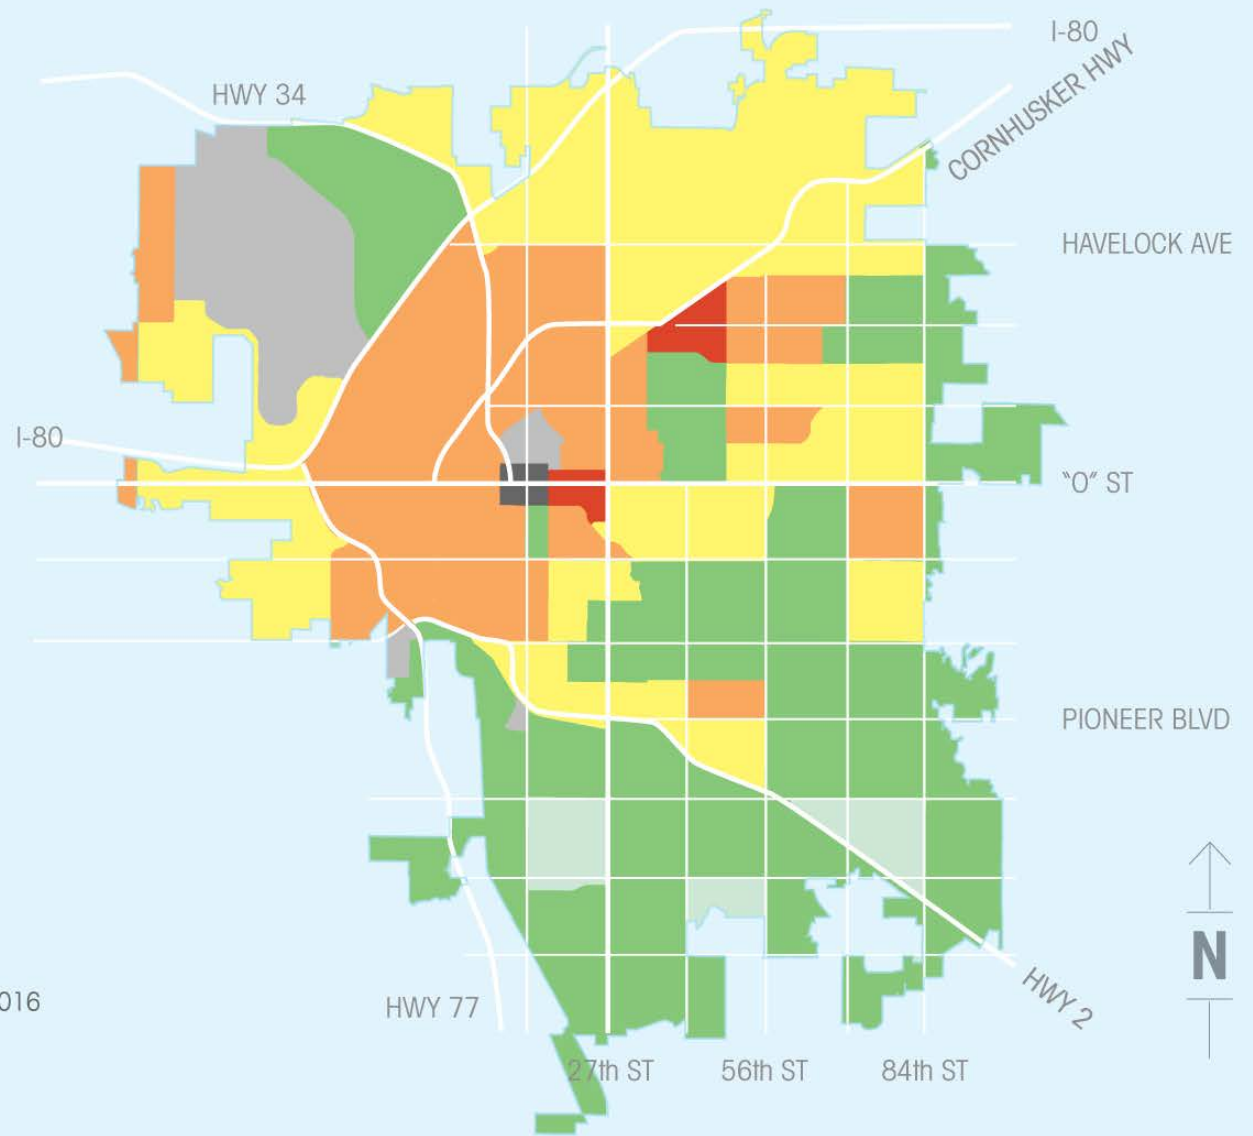 I-80
CORNHUSKER HWY
HWY 34
HAVELOCK AVE
I-80
"O" ST
PIONEER BLVD
N
016
HWY 77
HWY 2
27th ST
56th ST
84th ST